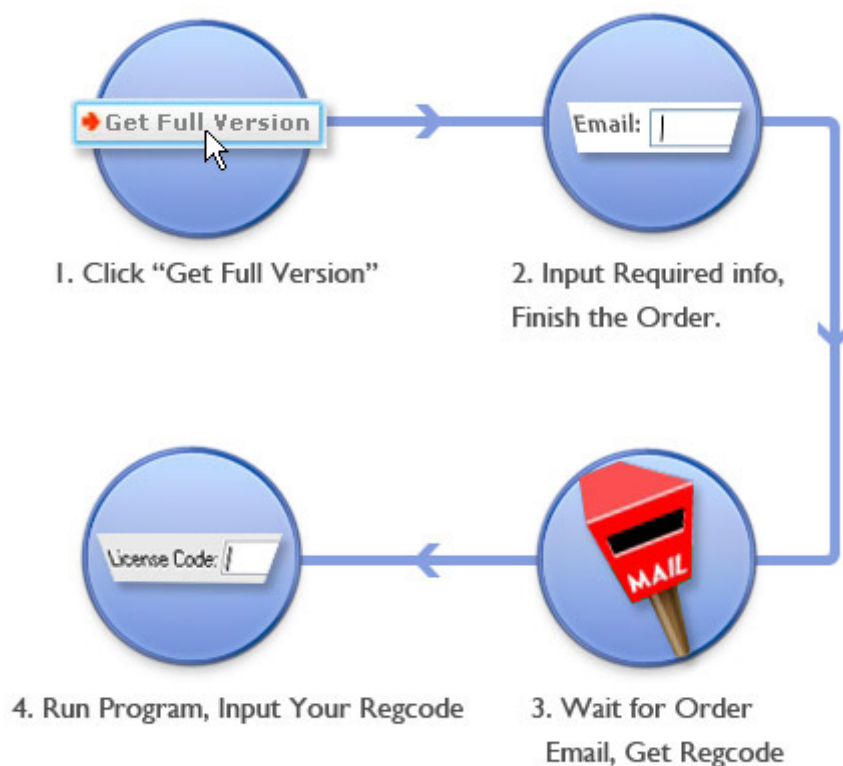 Get Full Version
Email:
1. Click “Get Full Version”
2. Input Required info,
Finish the Order.
License Code:
MAIL
4. Run Program, Input Your Regcode
3. Wait for Order
Email, Get Regcode